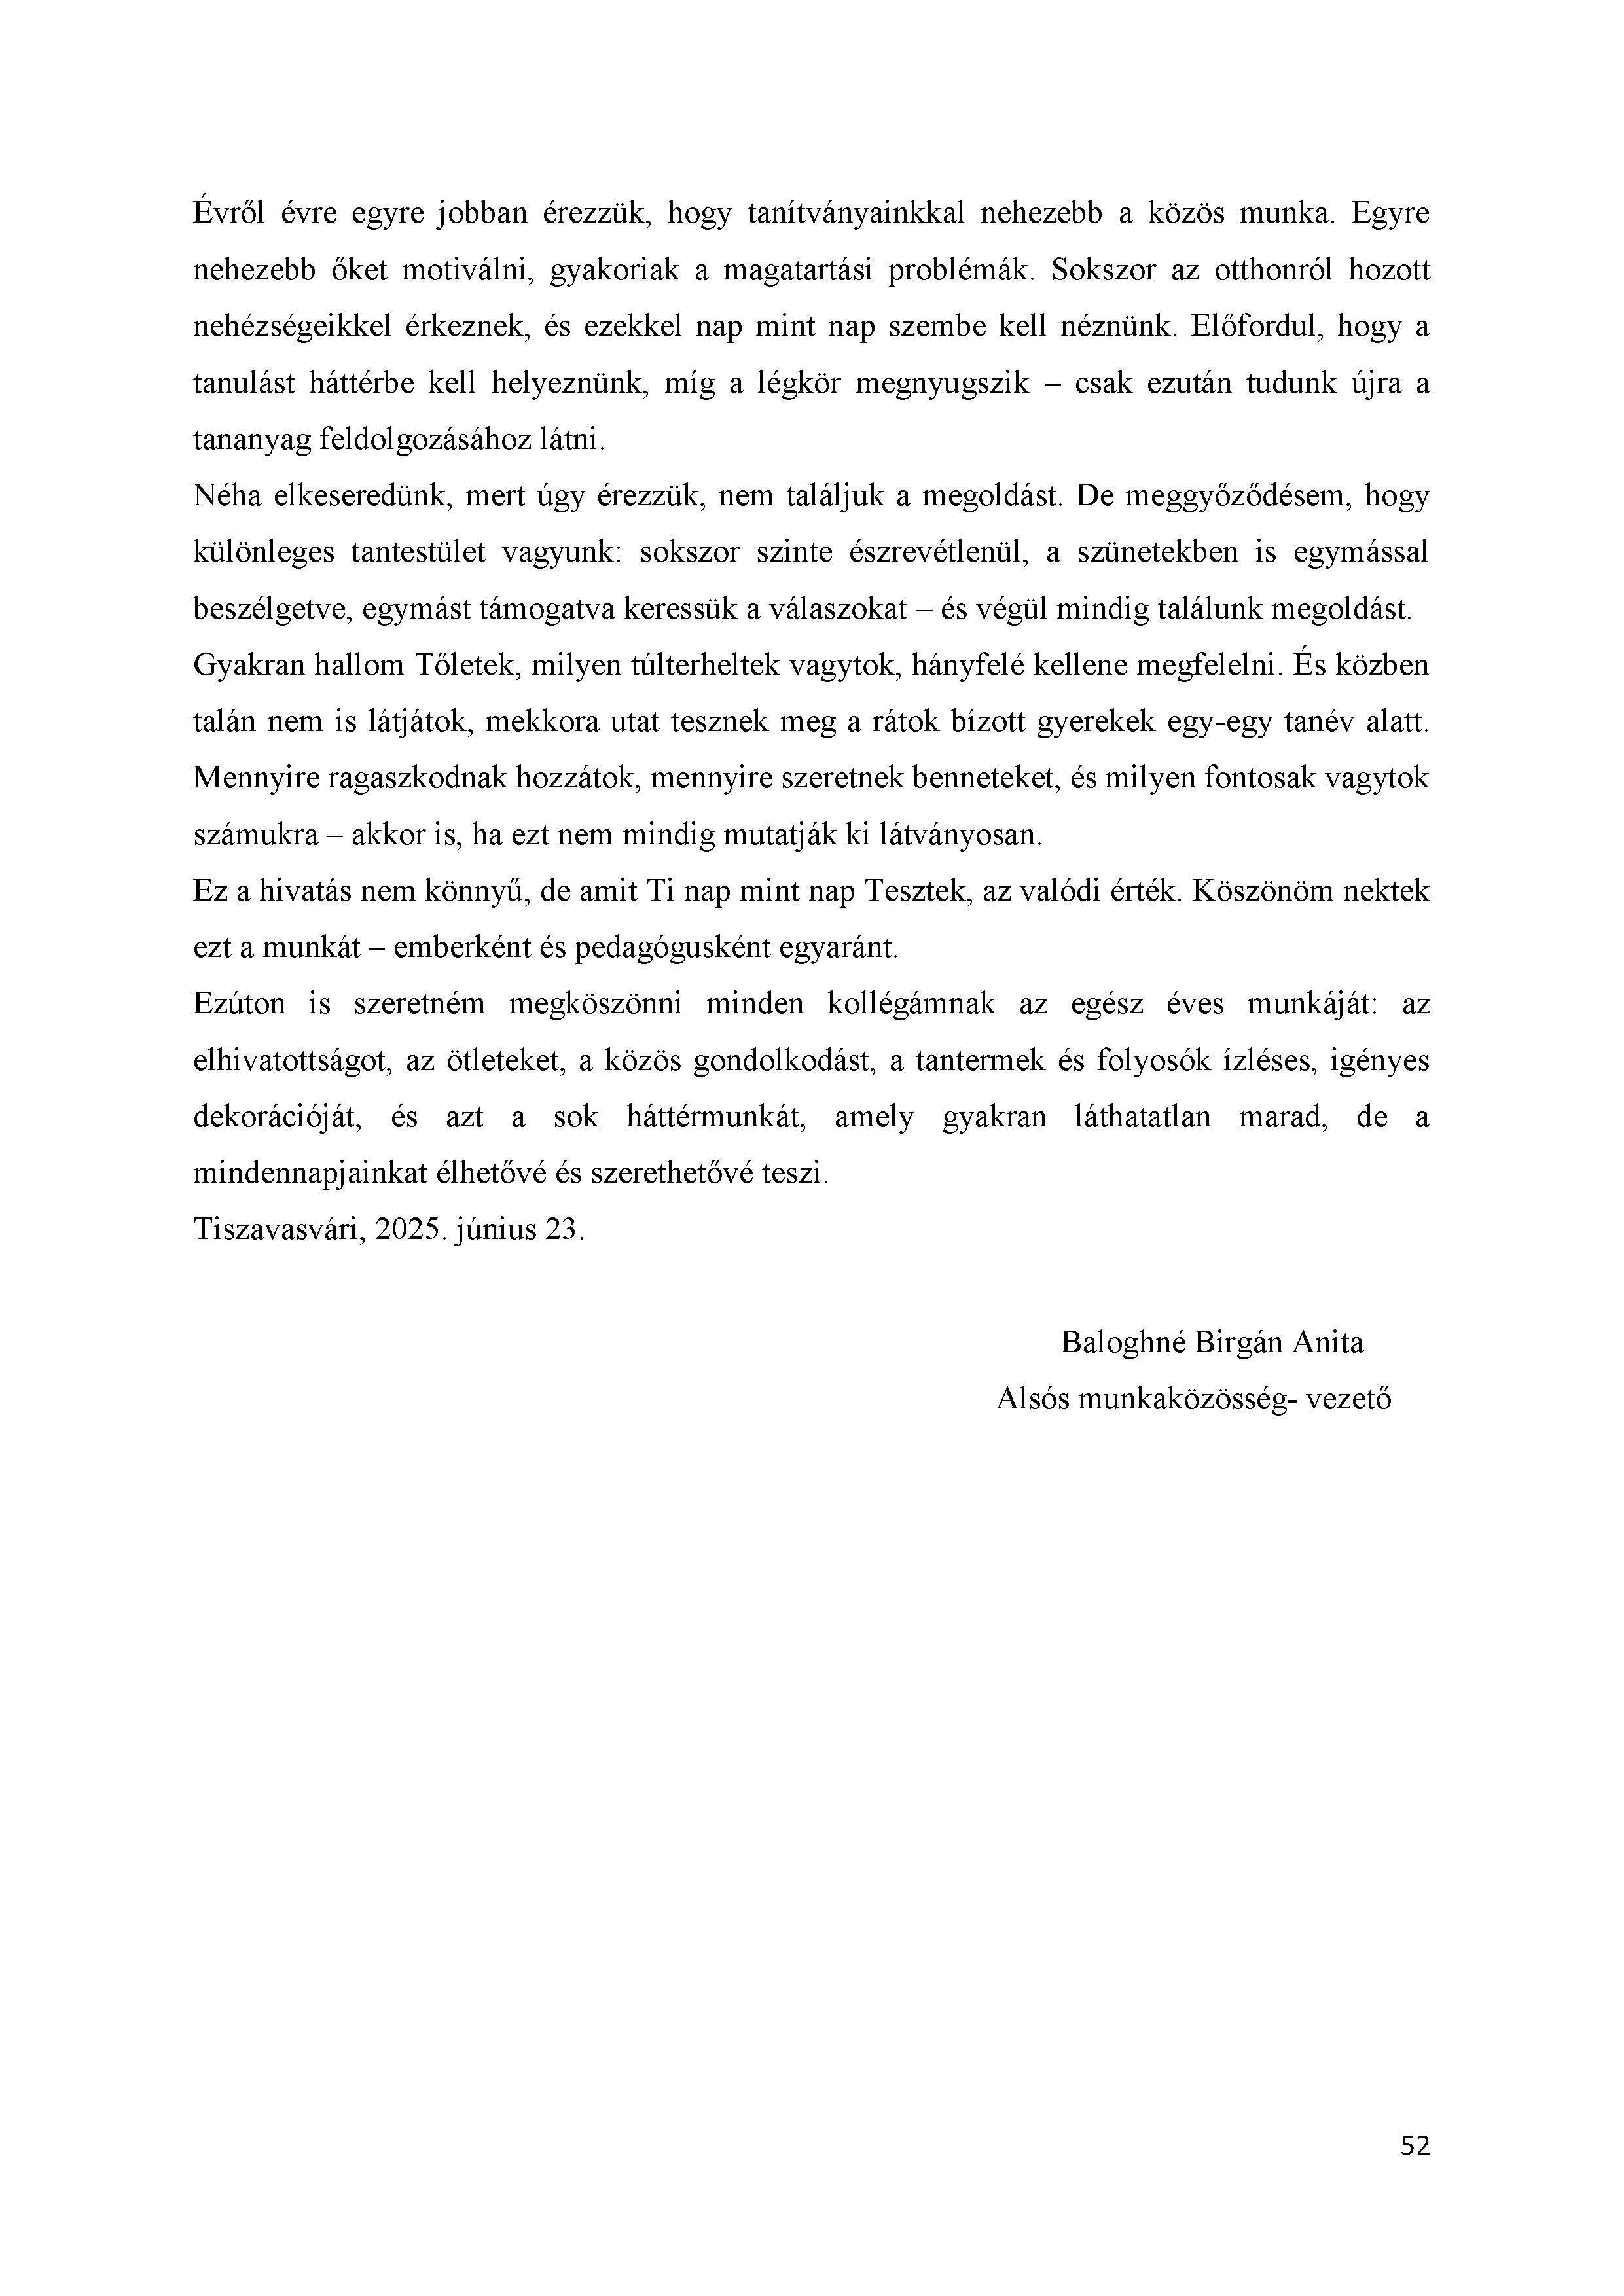 Évről évre egyre jobban érezzük, hogy tanítványainkkal nehezebb a közös munka. Egyre
nehezebb őket motiválni, gyakoriak a magatartási problémák. Sokszor az otthonról hozott
nehézségeikkel érkeznek, és ezekkel nap mint nap szembe kell néznünk. Előfordul, hogy a
tanulást háttérbe kell helyeznünk, míg a légkör megnyugszik – csak ezután tudunk újra a
tananyag feldolgozásához látni.
Néha elkeseredünk, mert úgy érezzük, nem találjuk a megoldást. De meggyőződésem, hogy
különleges tantestület vagyunk: sokszor szinte észrevétlenül, a szünetekben is egymással
beszélgetve, egymást támogatva keressük a válaszokat – és végül mindig találunk megoldást.
Gyakran hallom Tőletek, milyen túlterheltek vagytok, hányfelé kellene megfelelni. És közben
talán nem is látjátok, mekkora utat tesznek meg a rátok bízott gyerekek egy-egy tanév alatt.
Mennyire ragaszkodnak hozzátok, mennyire szeretnek benneteket, és milyen fontosak vagytok
számukra – akkor is, ha ezt nem mindig mutatják ki látványosan.
Ez a hivatás nem könnyű, de amit Ti nap mint nap Tesztek, az valódi érték. Köszönöm nektek
ezt a munkát – emberként és pedagógusként egyaránt.
Ezúton is szeretném megköszönni minden kollégámnak az egész éves munkáját: az
elhivatottságot, az ötleteket, a közös gondolkodást, a tantermek és folyosók ízléses, igényes
dekorációját, és azt a sok háttérmunkát, amely gyakran láthatatlan marad, de a
mindennapjainkat élhetővé és szerethetővé teszi.
Tiszavasvári, 2025. június 23.
Baloghné Birgán Anita
Alsós munkaközösség- vezető
52